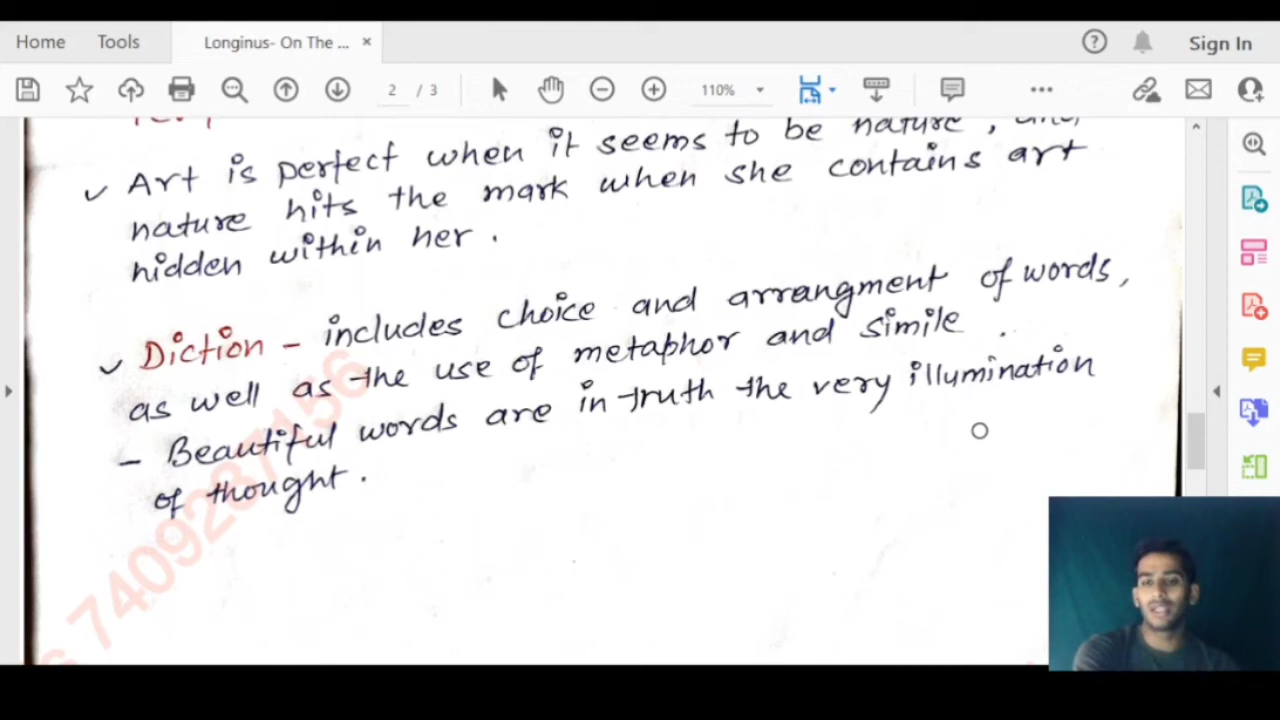 Home Tools Longinus- On The ... ×
? Sign In
2 / 3 110% ...
Art is perfect when it seems to be nature, and
nature hits the mark when she contains art
hidden within her.
Diction - includes choice and arrangment of words,
as well as the use of metaphor and simile.
- Beautiful words are in truth the very illumination
of thought.
7409287156